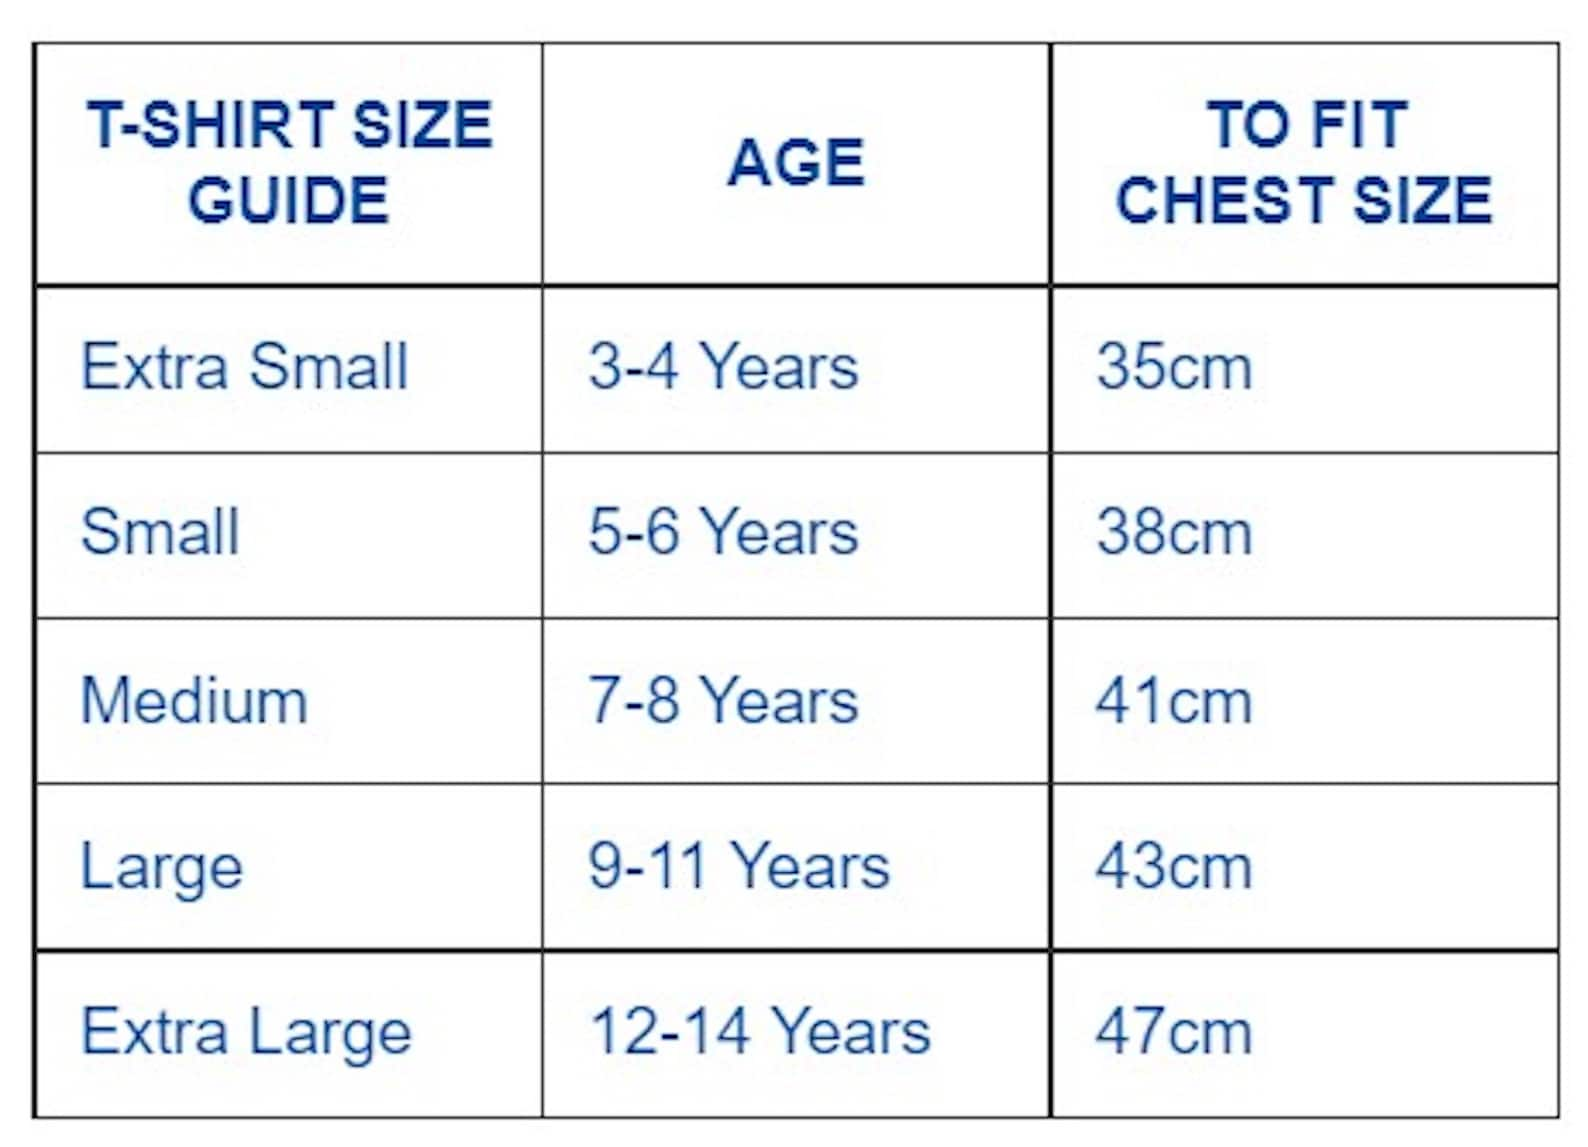 T-SHIRT SIZE
GUIDE
AGE
TO FIT
CHEST SIZE
Extra Small
3-4 Years
35cm
Small
5-6 Years
38cm
Medium
7-8 Years
41cm
Large
9-11 Years
43cm
Extra Large
12-14 Years
47cm